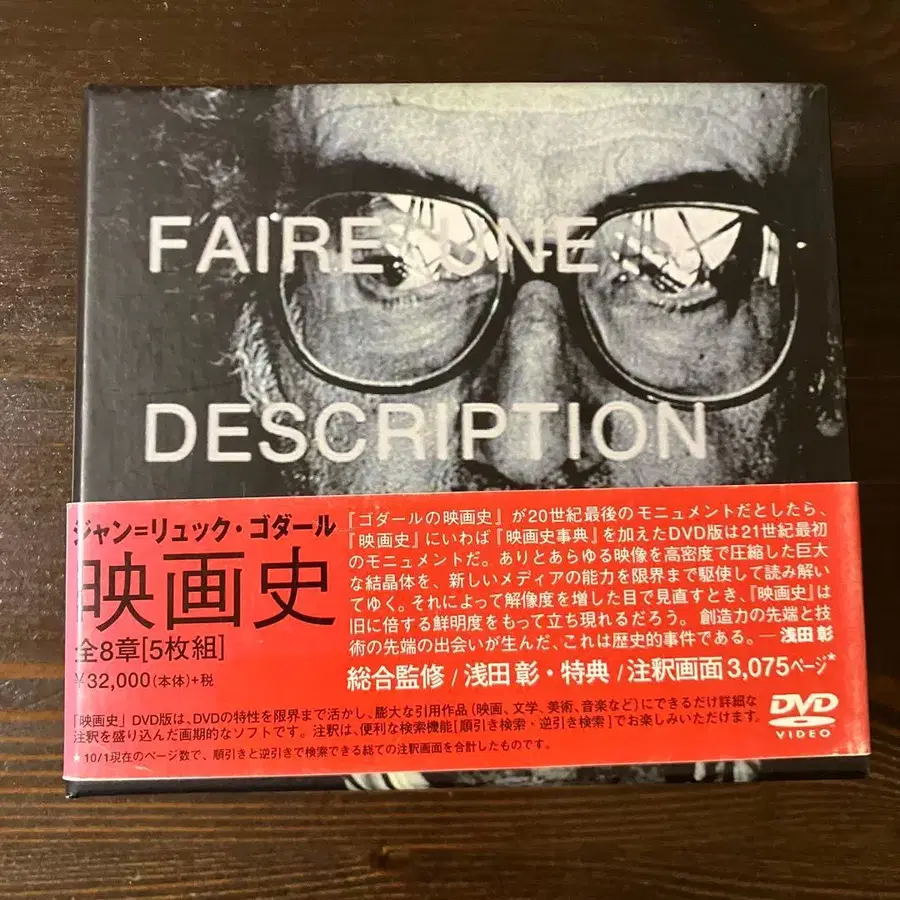 FAIRE UNE
DESCRIPTION
ジャン=リュック・ゴダール
映画史
全8章[5枚組]
¥32,000(本体)+税
『ゴダールの映画史』が20世紀最後のモニュメントだとしたら、
『映画史』にいわば『映画史事典』を加えたDVD版は21世紀最初
のモニュメントだ。ありとあらゆる映像を高密度で圧縮した巨大
な結晶体を、新しいメディアの能力を限界まで駆使して読み解い
てゆく。それによって解像度を増した目で見直すとき、『映画史』は
旧に倍する鮮明度をもって立ち現れるだろう。創造力の先端と技
術の先端の出会いが生んだ、これは歴史的事件である。— 浅田 彰
総合監修/浅田 彰・特典/注釈画面3,075ページ*
「映画史」DVD版は、DVDの特性を限界まで活かし、膨大な引用作品(映画、文学、美術、音楽など)にできるだけ詳細な
注釈を盛り込んだ画期的なソフトです。注釈は、便利な検索機能[順引き検索・逆引き検索]でお楽しみいただけます。
*10/1現在のページ数で、順引きと逆引きで検索できる総ての注釈画面を合計したものです。
DVD
VIDEO